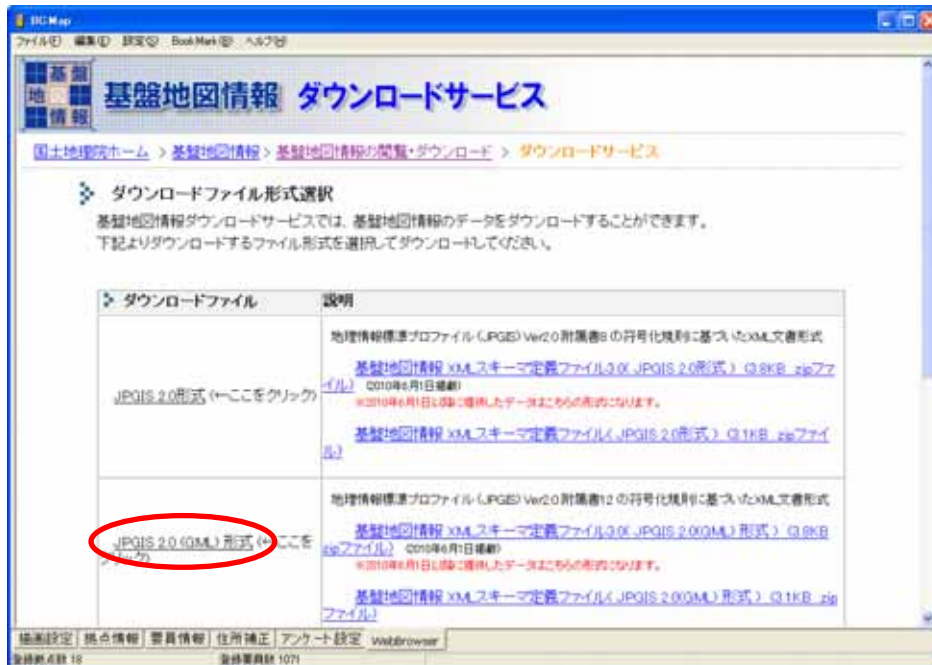 ファイル(F) 編集(E) 設定(S) BookMark(B) ヘルプ(H)
基盤
地
情報
基盤地図情報 ダウンロードサービス
国土地理院ホーム > 基盤地図情報 > 基盤地図情報の閲覧・ダウンロード > ダウンロードサービス
ダウンロードファイル形式選択
基盤地図情報ダウンロードサービスでは、基盤地図情報のデータをダウンロードすることができます。
下記よりダウンロードするファイル形式を選択してダウンロードしてください。
ダウンロードファイル 説明
地理情報標準プロファイル(JPGIS) Ver2.0 附属書8 の符号化規則に基づいたXML文書形式
基盤地図情報 XMLスキーマ定義ファイル3.0( JPGIS 2.0形式 ) (3.8KB zipファ
イル) (2010年6月1日掲載)
JPGIS 2.0形式 (←ここをクリック)
※2010年6月1日以降に提供したデータはこちらの形式になります。
基盤地図情報 XMLスキーマ定義ファイル( JPGIS 2.0形式 ) (3.1KB zipファイ
ル)
地理情報標準プロファイル(JPGIS) Ver2.0 附属書12 の符号化規則に基づいたXML文書形式
基盤地図情報 XMLスキーマ定義ファイル3.0( JPGIS 2.0(GML) 形式 ) (3.9KB
JPGIS 2.0 (GML) 形式 (←ここを
クリック)
zipファイル) (2010年6月1日掲載)
※2010年6月1日以降に提供したデータはこちらの形式になります。
基盤地図情報 XMLスキーマ定義ファイル( JPGIS 2.0(GML) 形式 ) (3.1KB zip
ファイル)
描画設定 拠点情報 要員情報 住所補正 アンケート設定 WebBrowser
登録拠点数 18 登録要員数 1071